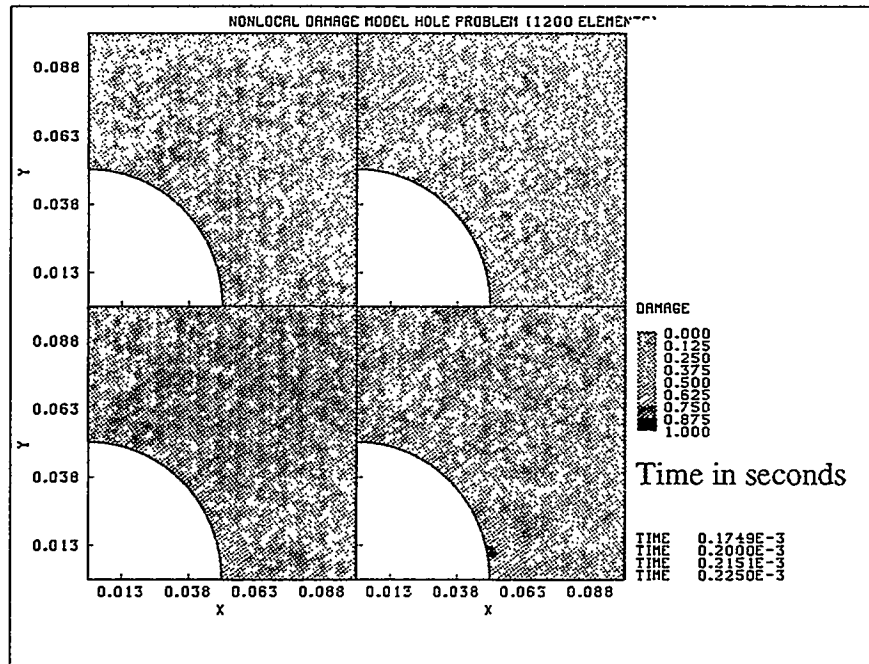 NONLOCAL DAMAGE MODEL HOLE PROBLEM (1200 ELEMENTS)
0.088
0.063
Y
0.038
0.013
0.088
0.063
Y
0.038
0.013
0.013 0.038 0.063 0.088 0.013 0.038 0.063 0.088
X X
DAMAGE
0.000
0.125
0.250
0.375
0.500
0.625
0.750
0.875
1.000
Time in seconds
TIME 0.1749E-3
TIME 0.2000E-3
TIME 0.2151E-3
TIME 0.2250E-3